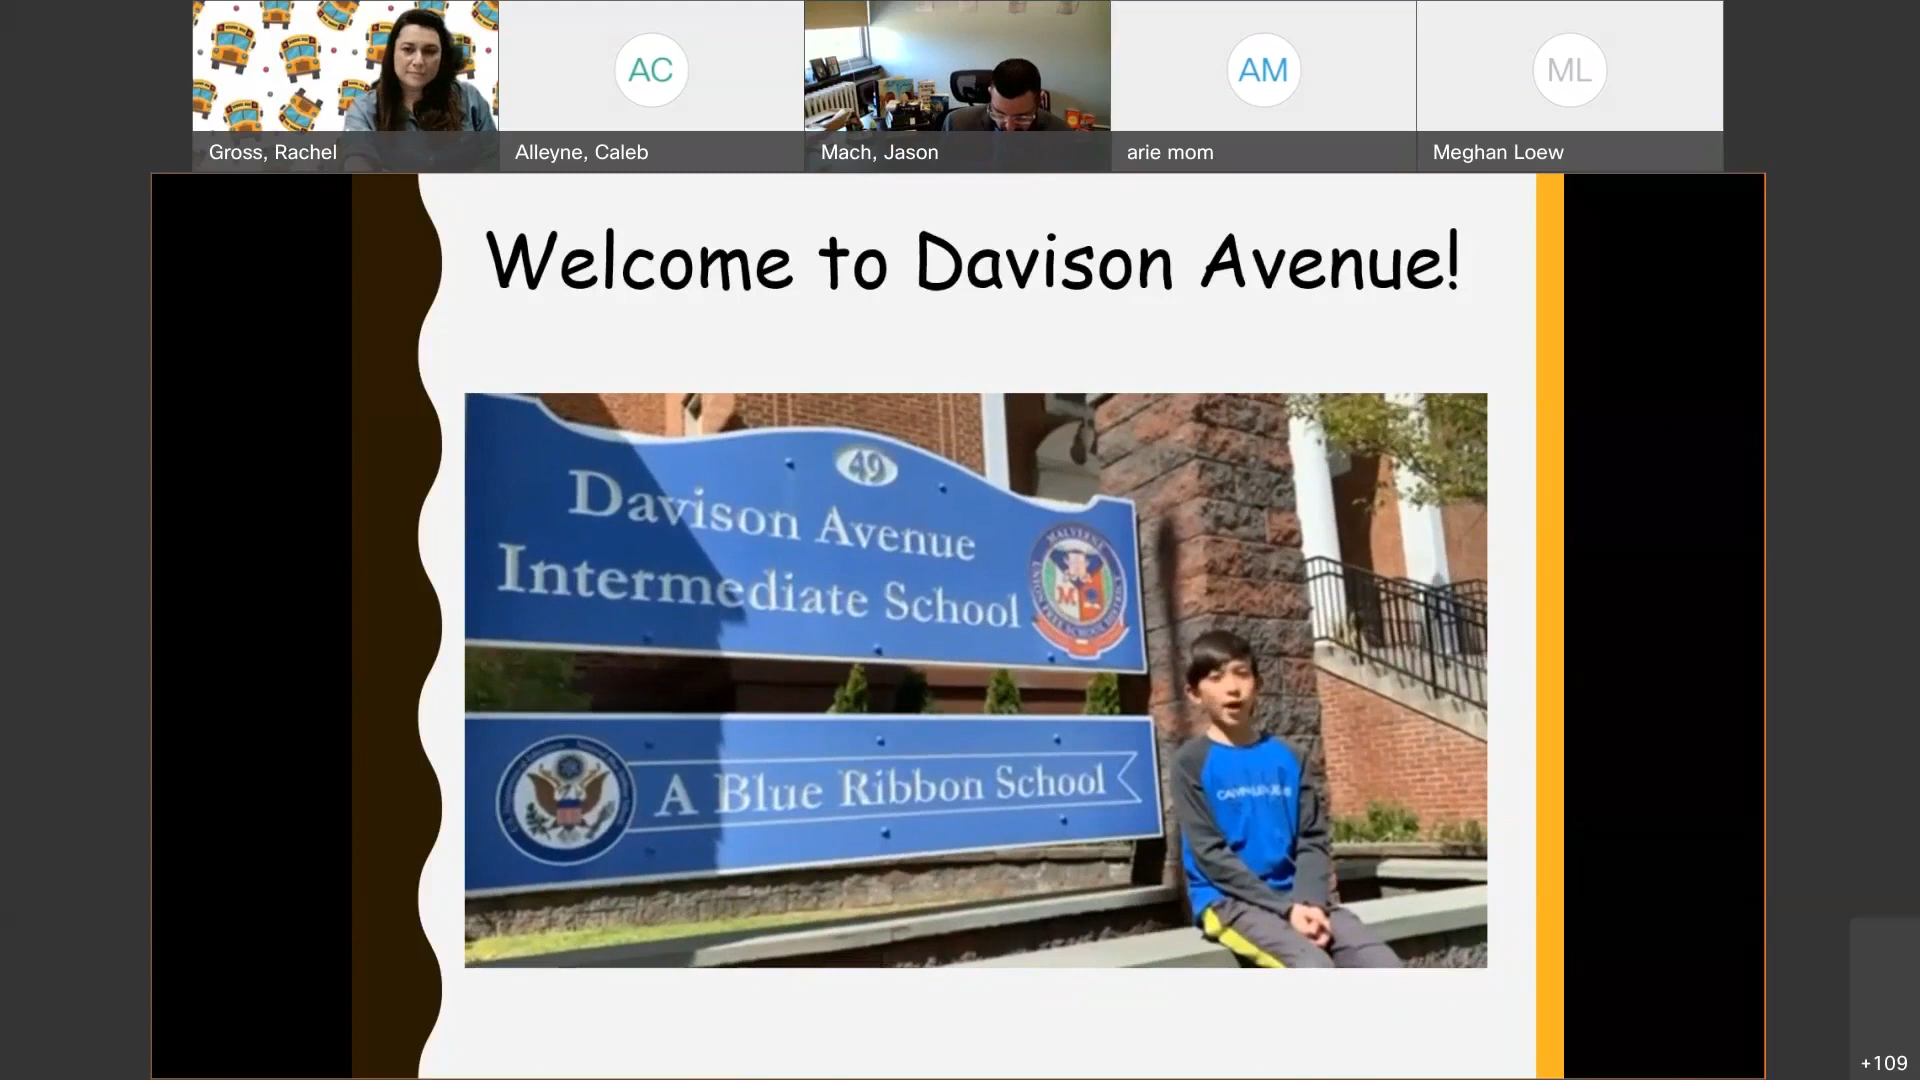 AC
AM
ML
Gross, Rachel
Alleyne, Caleb
Mach, Jason
arie mom
Meghan Loew
Welcome to Davison Avenue!
49
Davison Avenue
Intermediate School
MALVERNE
M
A Blue Ribbon School
+109